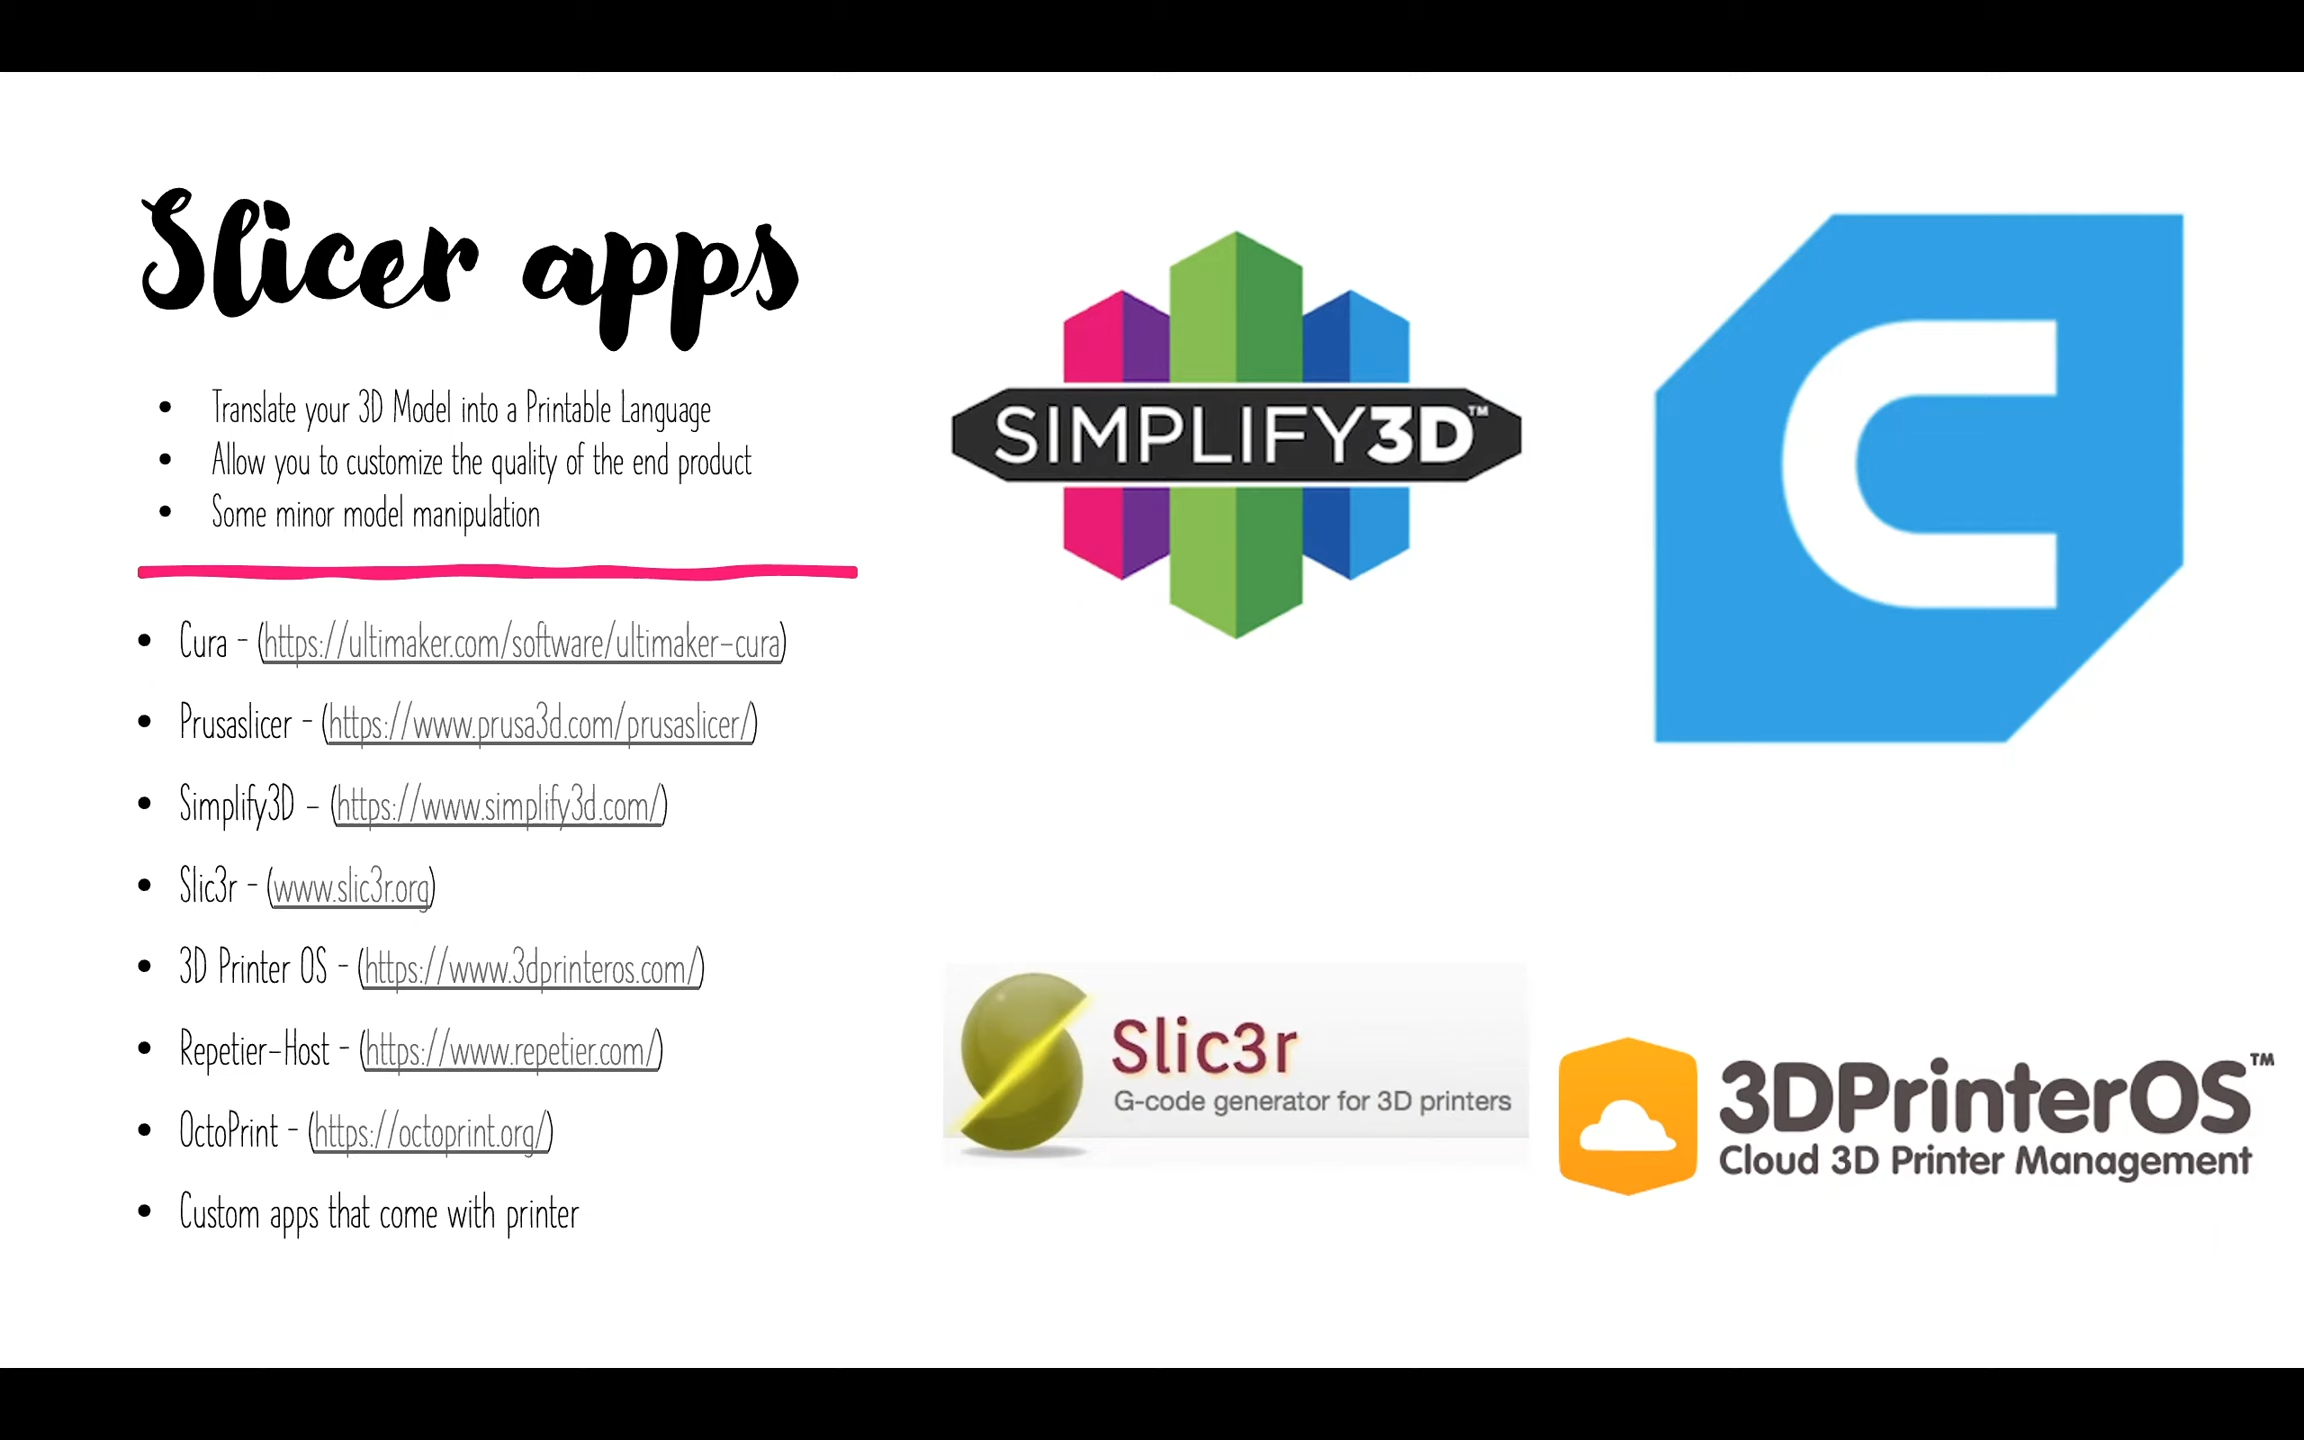 Slicer apps
• Translate your 3D Model into a Printable Language
• Allow you to customize the quality of the end product
• Some minor model manipulation
• Cura - (https://ultimaker.com/software/ultimaker-cura)
• Prusaslicer - (https://www.prusa3d.com/prusaslicer/)
• Simplify3D – (https://www.simplify3d.com/)
• Slic3r - (www.slic3r.org)
• 3D Printer OS - (https://www.3dprinteros.com/)
• Repetier-Host - (https://www.repetier.com/)
• OctoPrint - (https://octoprint.org/)
• Custom apps that come with printer
SIMPLIFY3D™
C
Slic3r
G-code generator for 3D printers
3DPrinterOS™
Cloud 3D Printer Management